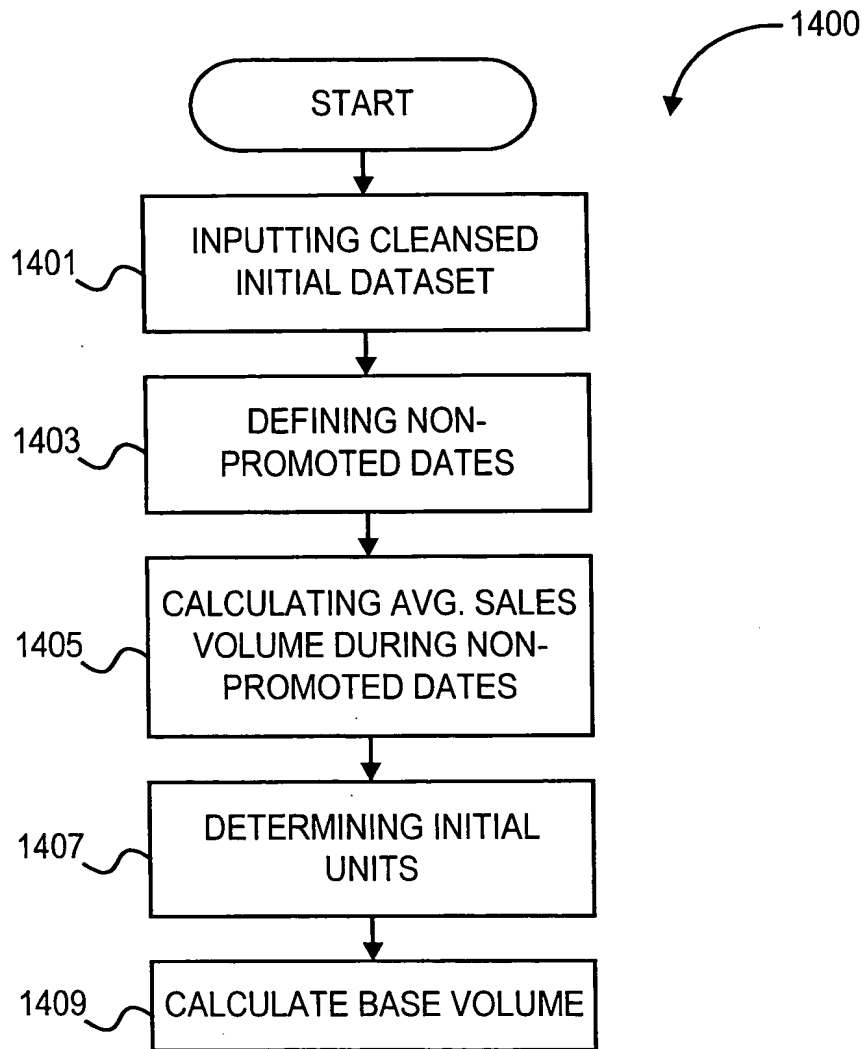 1400
START
1401
INPUTTING CLEANSED
INITIAL DATASET
1403
DEFINING NON-
PROMOTED DATES
1405
CALCULATING AVG. SALES
VOLUME DURING NON-
PROMOTED DATES
1407
DETERMINING INITIAL
UNITS
1409
CALCULATE BASE VOLUME